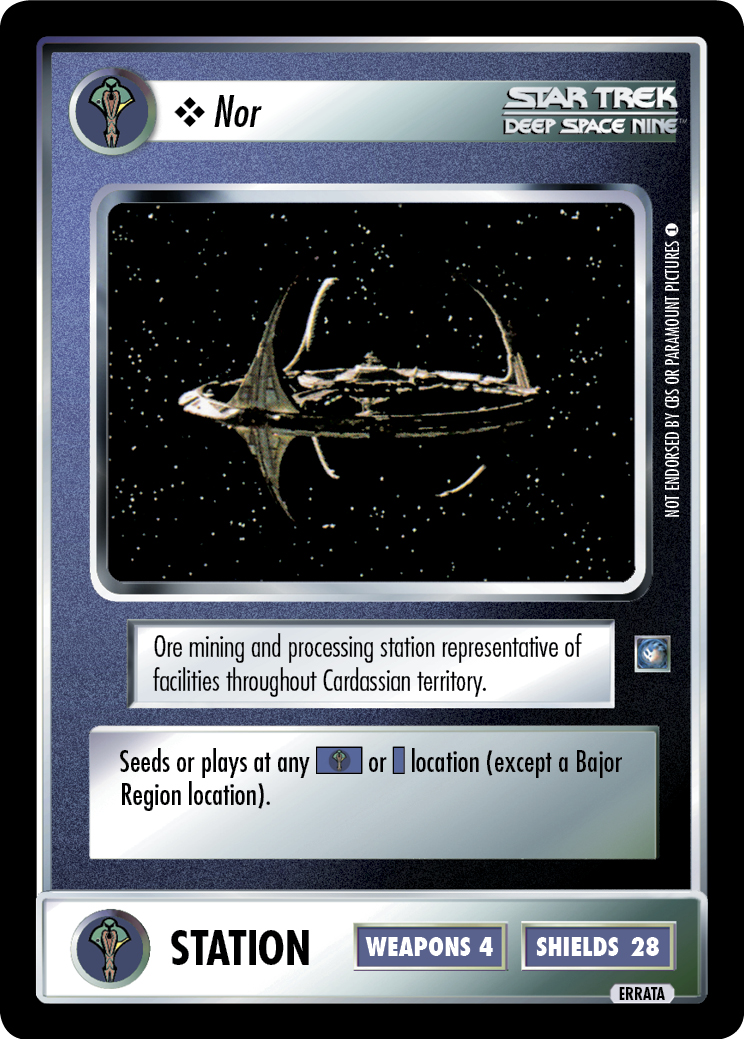 ❖ Nor
STAR TREK
DEEP SPACE NINE™
NOT ENDORSED BY CBS OR PARAMOUNT PICTURES 1
Ore mining and processing station representative of
facilities throughout Cardassian territory.
Seeds or plays at any or location (except a Bajor
Region location).
STATION
WEAPONS 4
SHIELDS 28
ERRATA